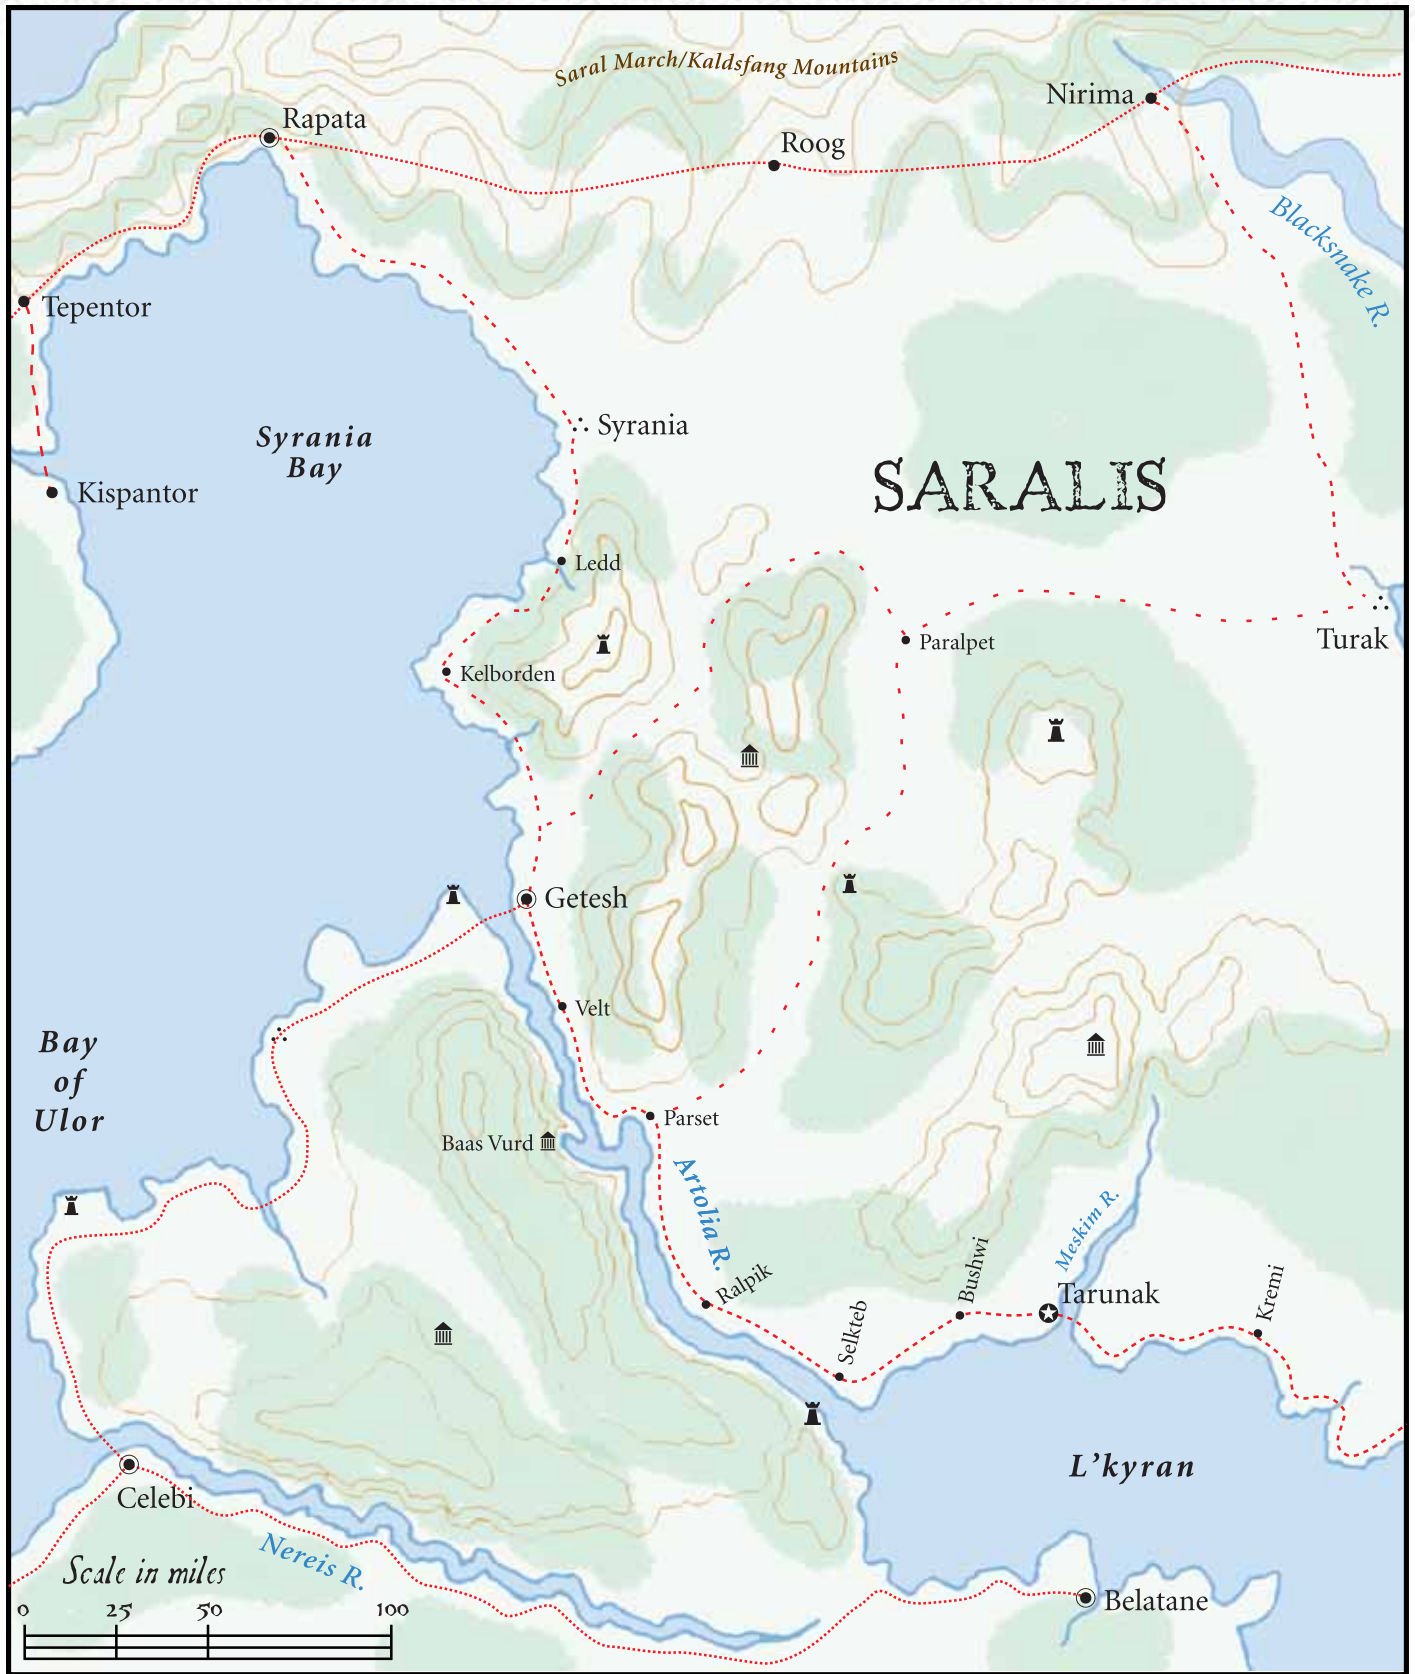 Saral March/Kaldsfang Mountains
Nirima
Rapata
Roog
Blacksnake R.
Tepentor
Syrania
Bay
Syrania
SARALIS
Kispantor
Ledd
Paralpet
Turak
Kelborden
Getesh
Velt
Bay
of
Ulor
Parset
Baas Vurd
Artolia R.
Meskim R.
Ralpik
Bushwi
Tarunak
Kremi
Selkteb
L'kyran
Celebi
Nereis R.
Scale in miles
0 25 50 100
Belatane